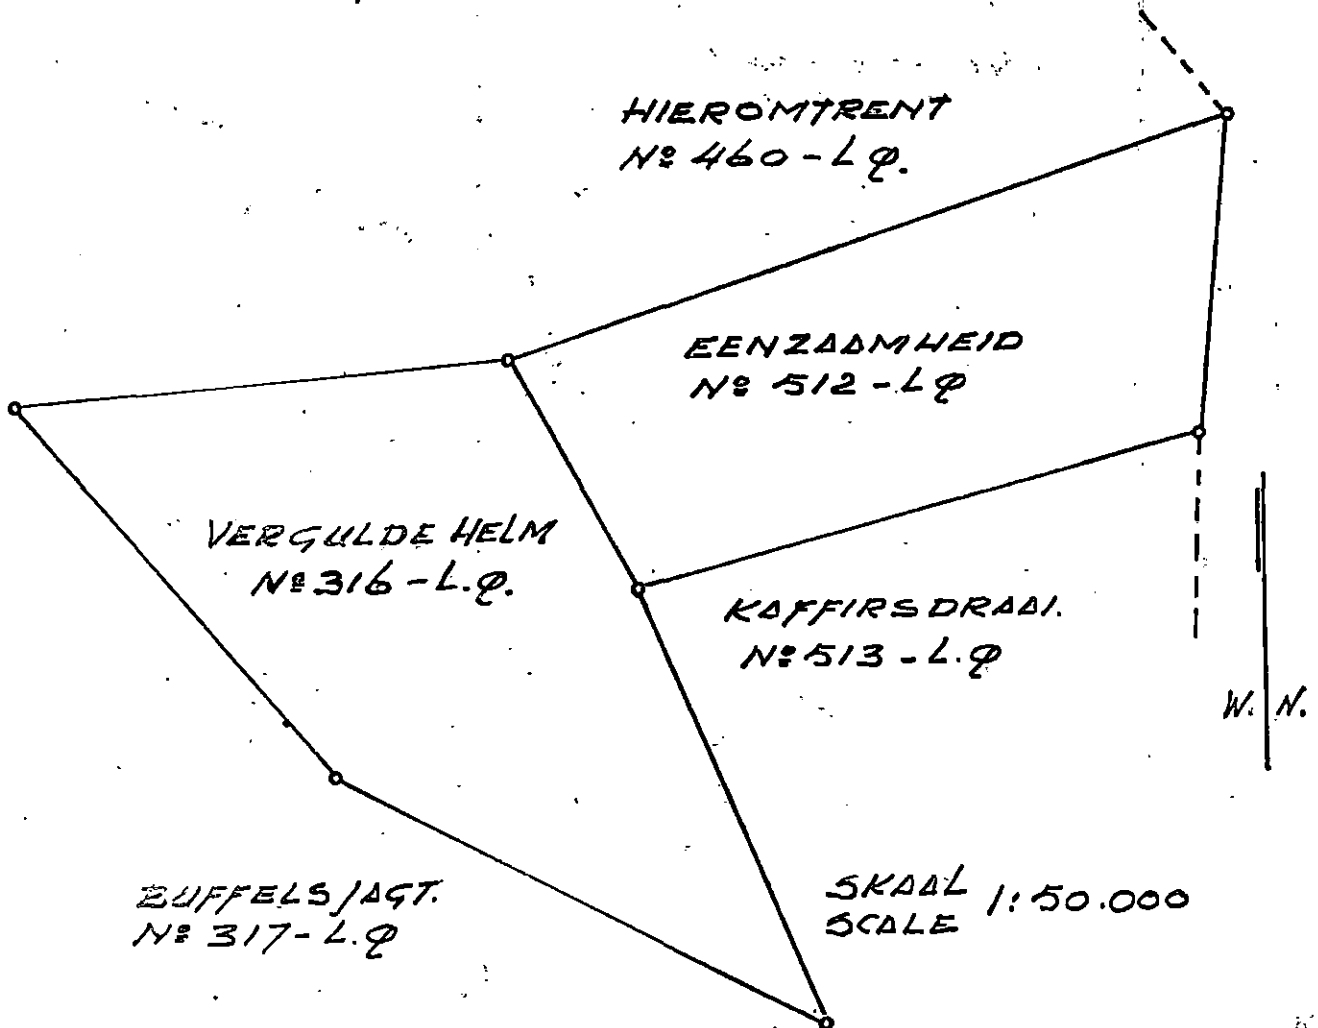 HIEROMTRENT
Nº 460 - L Q.
EENZAAMHEID
Nº 512 - L Q
VERGULDE HELM
Nº 316 - L.Q.
KAFFIRSDRAAI.
Nº 513 - L.Q
W. N.
BUFFELSJAGT.
Nº 317 - L.Q
SKAAL
SCALE 1:50.000